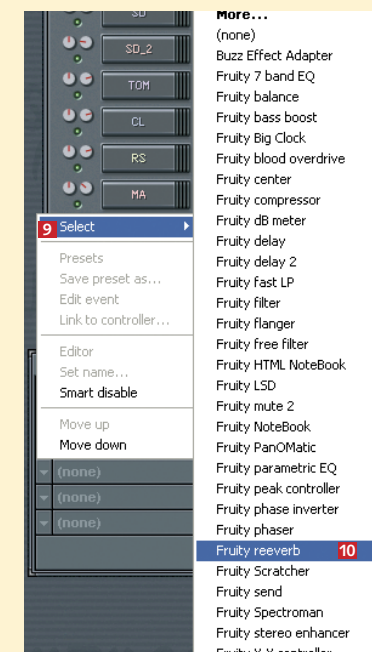 SD
SD_2
TOM
CL
RS
MA
9 Select
Presets
Save preset as...
Edit event
Link to controller...
Editor
Set name...
Smart disable
Move up
Move down
(none)
(none)
(none)
More...
(none)
Buzz Effect Adapter
Fruity 7 band EQ
Fruity balance
Fruity bass boost
Fruity Big Clock
Fruity blood overdrive
Fruity center
Fruity compressor
Fruity dB meter
Fruity delay
Fruity delay 2
Fruity fast LP
Fruity filter
Fruity flanger
Fruity free filter
Fruity HTML NoteBook
Fruity LSD
Fruity mute 2
Fruity NoteBook
Fruity PanOMatic
Fruity parametric EQ
Fruity peak controller
Fruity phase inverter
Fruity phaser
Fruity reeverb 10
Fruity Scratcher
Fruity send
Fruity Spectroman
Fruity stereo enhancer
Fruity X-Y controller